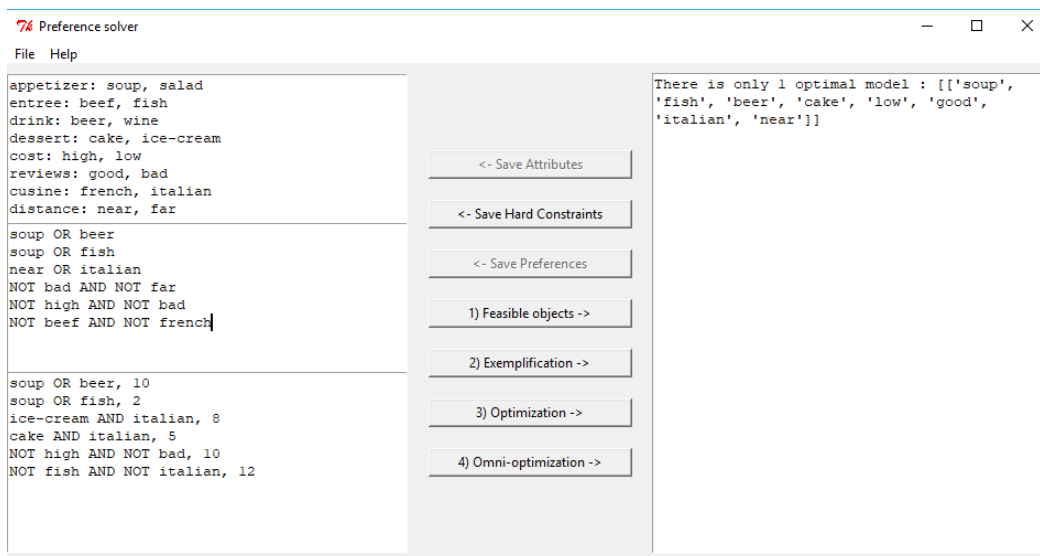 Preference solver
File Help
appetizer: soup, salad
entree: beef, fish
drink: beer, wine
dessert: cake, ice-cream
cost: high, low
reviews: good, bad
cusine: french, italian
distance: near, far
soup OR beer
soup OR fish
near OR italian
NOT bad AND NOT far
NOT high AND NOT bad
NOT beef AND NOT french
soup OR beer, 10
soup OR fish, 2
ice-cream AND italian, 8
cake AND italian, 5
NOT high AND NOT bad, 10
NOT fish AND NOT italian, 12
<- Save Attributes
<- Save Hard Constraints
<- Save Preferences
1) Feasible objects ->
2) Exemplification ->
3) Optimization ->
4) Omni-optimization ->
There is only 1 optimal model : [['soup',
'fish', 'beer', 'cake', 'low', 'good',
'italian', 'near']]